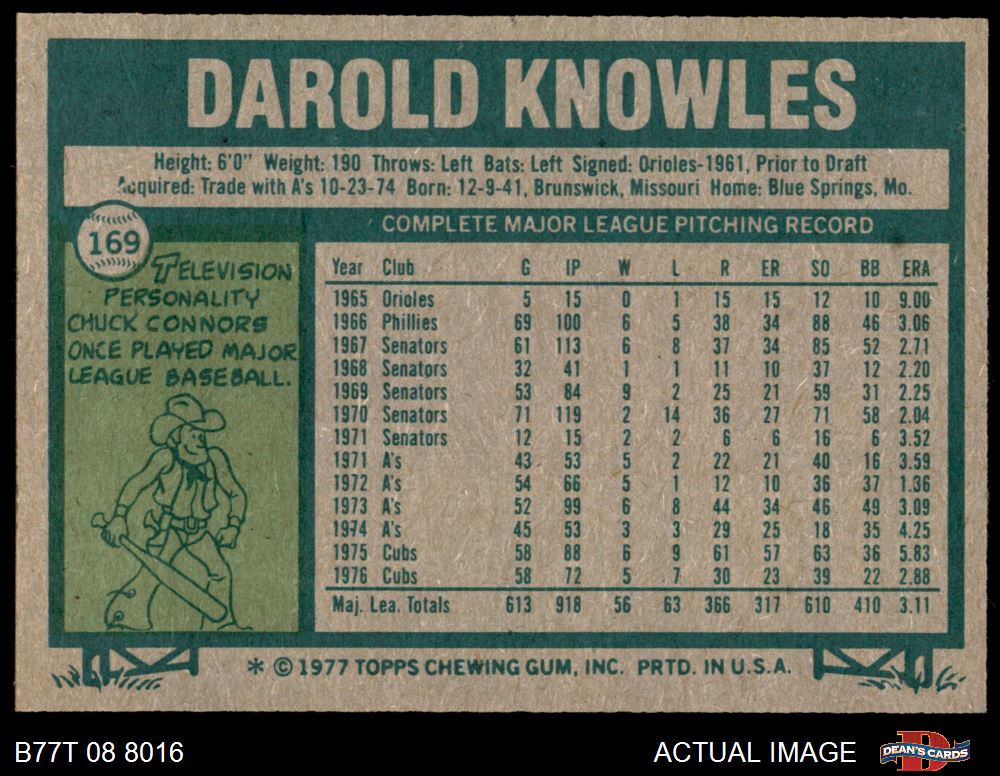 DAROLD KNOWLES
Height: 6'0" Weight: 190 Throws: Left Bats: Left Signed: Orioles-1961, Prior to Draft
Acquired: Trade with A's 10-23-74 Born: 12-9-41, Brunswick, Missouri Home: Blue Springs, Mo.
169
TELEVISION
PERSONALITY
CHUCK CONNORS
ONCE PLAYED MAJOR
LEAGUE BASEBALL.
COMPLETE MAJOR LEAGUE PITCHING RECORD
Year Club G IP W L R ER SO BB ERA
1965 Orioles 5 15 0 1 15 15 12 10 9.00
1966 Phillies 69 100 6 5 38 34 88 46 3.06
1967 Senators 61 113 6 8 37 34 85 52 2.71
1968 Senators 32 41 1 1 11 10 37 12 2.20
1969 Senators 53 84 9 2 25 21 59 31 2.25
1970 Senators 71 119 2 14 36 27 71 58 2.04
1971 Senators 12 15 2 2 6 6 16 6 3.52
1971 A's 43 53 5 2 22 21 40 16 3.59
1972 A's 54 66 5 1 12 10 36 37 1.36
1973 A's 52 99 6 8 44 34 46 49 3.09
1974 A's 45 53 3 3 29 25 18 35 4.25
1975 Cubs 58 88 6 9 61 57 63 36 5.83
1976 Cubs 58 72 5 7 30 23 39 22 2.88
Maj. Lea. Totals 613 918 56 63 366 317 610 410 3.11
* © 1977 TOPPS CHEWING GUM, INC. PRTD. IN U.S.A.
B77T 08 8016
ACTUAL IMAGE
DEAN'S CARDS